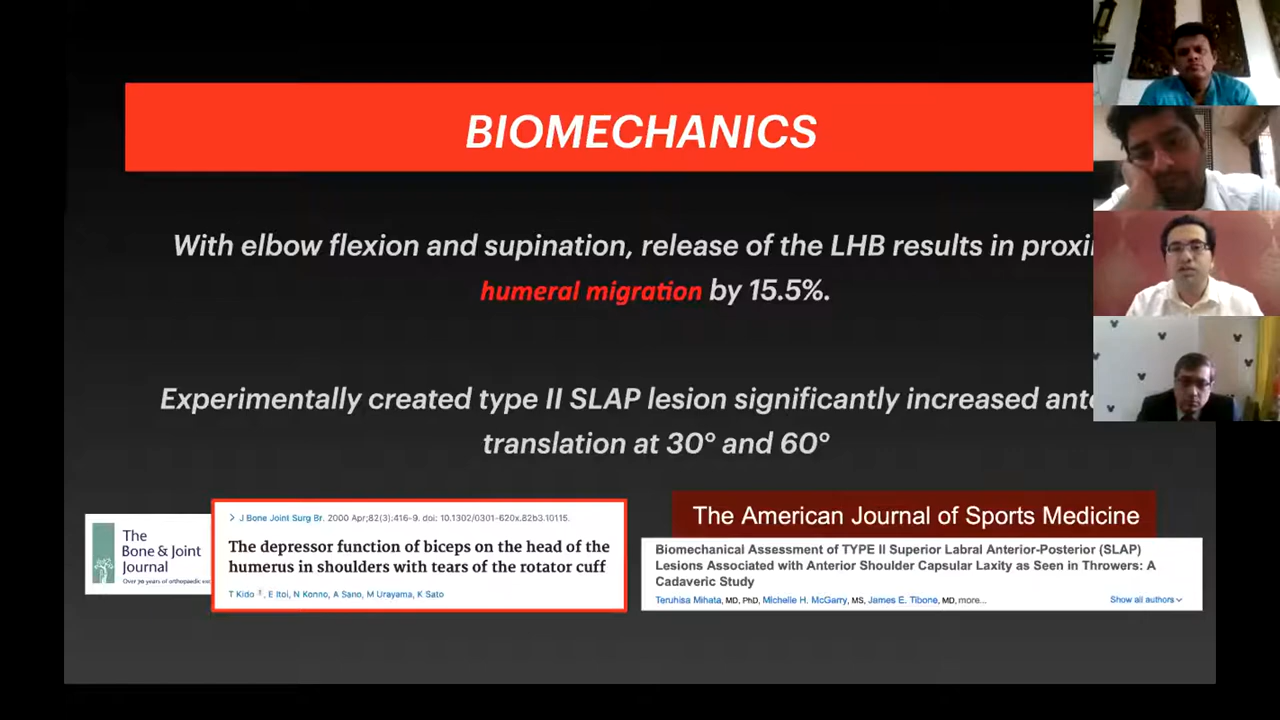 BIOMECHANICS
With elbow flexion and supination, release of the LHB results in
humeral migration by 15.5%.
Experimentally created type II SLAP lesion significantly increased
translation at 30° and 60°
The
Bone & Joint
Journal
> J Bone Joint Surg Br. 2000 Apr;82(3):416-9. doi: 10.1302/0301-620x.82b3.10115.
The depressor function of biceps on the head of the
humerus in shoulders with tears of the rotator cuff
T Kido, E Itoi, N Konno, A Sano, M Urayama, K Sato
The American Journal of Sports Medicine
Biomechanical Assessment of TYPE II Superior Labral Anterior-Posterior (SLAP)
Lesions Associated with Anterior Shoulder Capsular Laxity as Seen in Throwers: A
Cadaveric Study
Teruhisa Mihata, MD, PhD, Michelle H. McGarry, MS, James E. Tibone, MD, more...
Show all authors